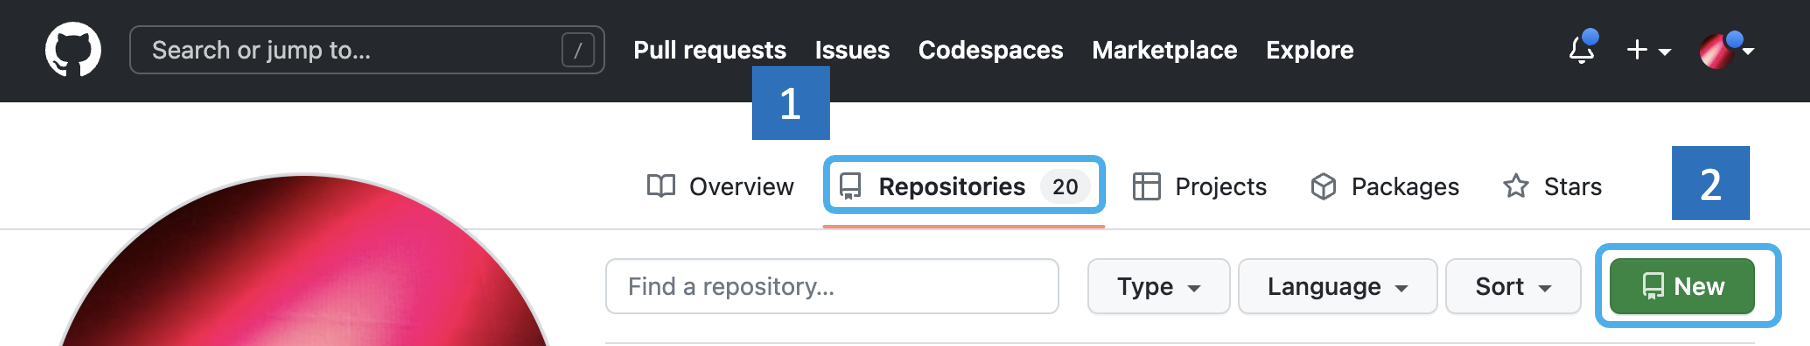 Search or jump to... / Pull requests Issues Codespaces Marketplace Explore
1
Overview Repositories 20 Projects Packages Stars
2
Find a repository... Type Language Sort New